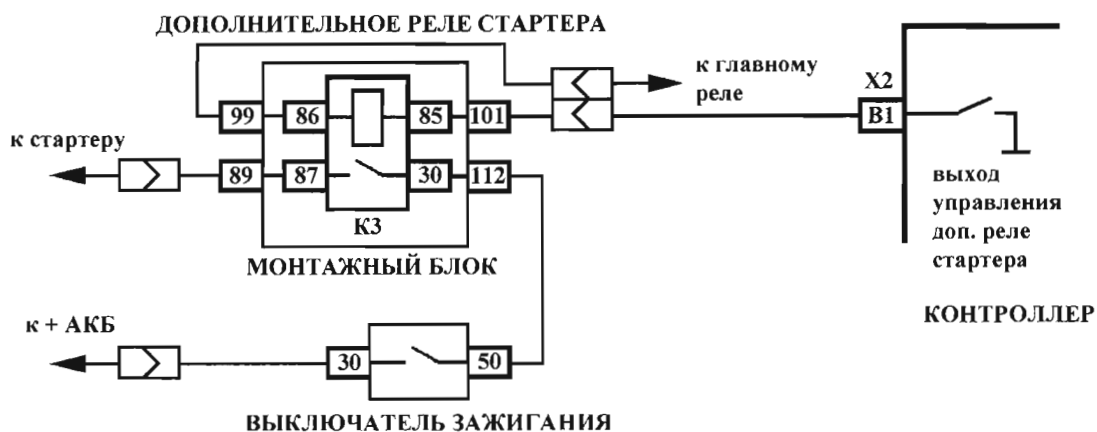 ДОПОЛНИТЕЛЬНОЕ РЕЛЕ СТАРТЕРА
к главному
реле
X2
99
86
85
101
B1
к стартеру
89
87
30
112
К3
МОНТАЖНЫЙ БЛОК
выход
управления
доп. реле
стартера
КОНТРОЛЛЕР
к + АКБ
30
50
ВЫКЛЮЧАТЕЛЬ ЗАЖИГАНИЯ